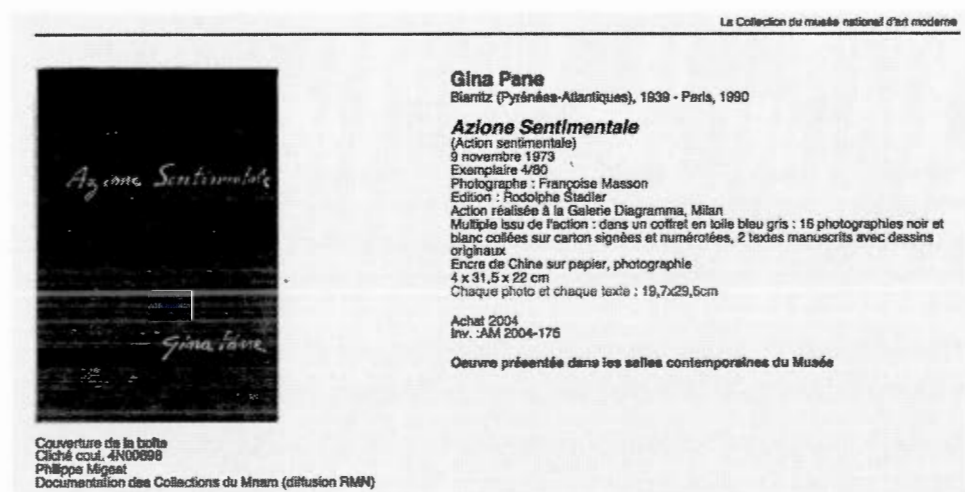 La Collection du musée national d'art moderne
Gina Pane
Biarritz (Pyrénées-Atlantiques), 1939 - Paris, 1990
Azione Sentimentale
(Action sentimentale)
9 novembre 1973
Exemplaire 4/80
Photographe : Françoise Masson
Edition : Rodolphe Stadler
Action réalisée à la Galerie Diagramma, Milan
Multiple issu de l'action : dans un coffret en toile bleu gris : 16 photographies noir et
blanc collées sur carton signées et numérotées, 2 textes manuscrits avec dessins
originaux
Encre de Chine sur papier, photographie
4 x 31,5 x 22 cm
Chaque photo et chaque texte : 19,7x29,5cm
Achat 2004
Inv. :AM 2004-175
Oeuvre présentée dans les salles contemporaines du Musée
Azione Sentimentale
Gina Pane
Couverture de la boîte
Cliché coul. 4N00698
Philippe Migeat
Documentation des Collections du Mnam (diffusion RMN)